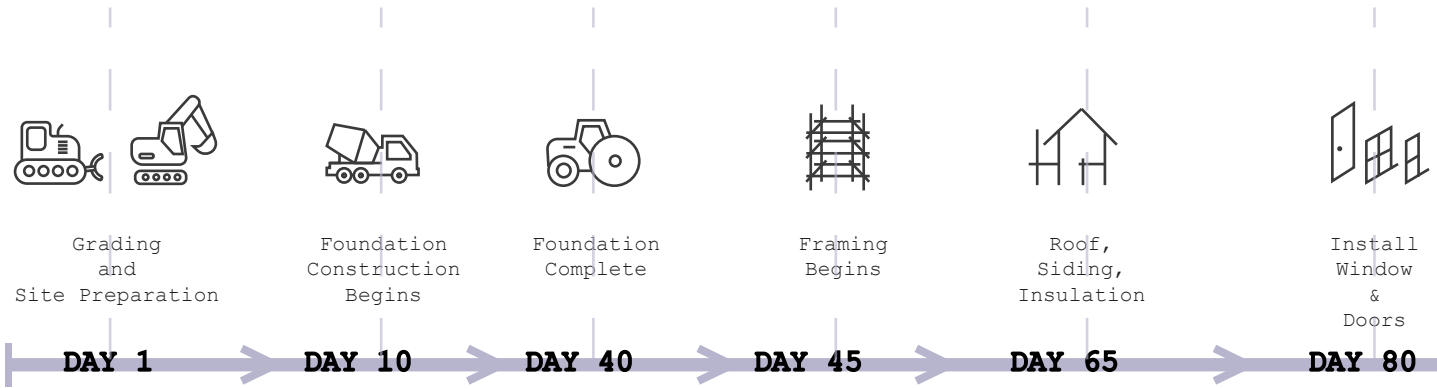 Grading
and
Site Preparation
Foundation
Construction
Begins
Foundation
Complete
Framing
Begins
Roof,
Siding,
Insulation
Install
Window
&
Doors
DAY 1
DAY 10
DAY 40
DAY 45
DAY 65
DAY 80